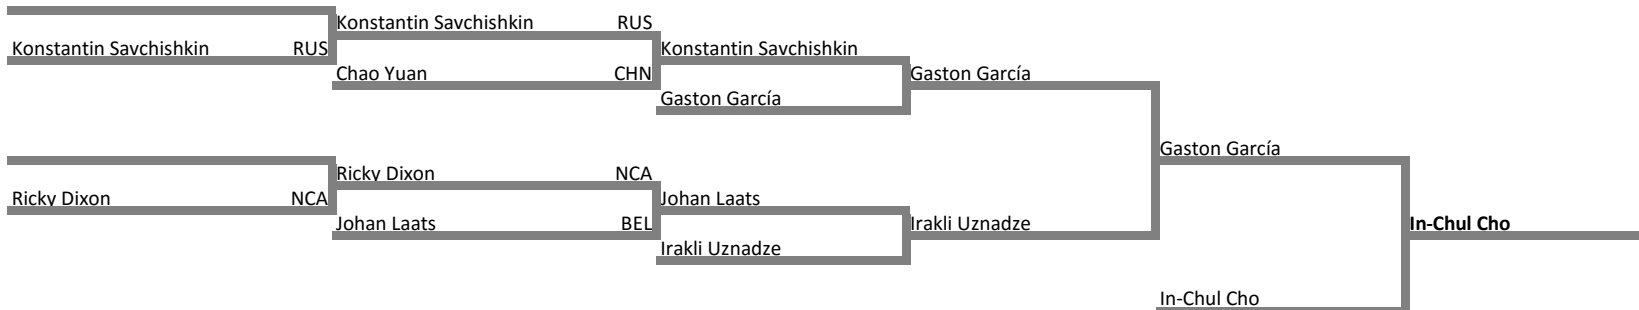 Konstantin Savchishkin RUS
Konstantin Savchishkin RUS
Konstantin Savchishkin
Chao Yuan CHN
Gaston García
Gaston García
Gaston García
Ricky Dixon NCA
Ricky Dixon NCA
Johan Laats
Johan Laats BEL
Irakli Uznadze
Irakli Uznadze
In-Chul Cho
In-Chul Cho